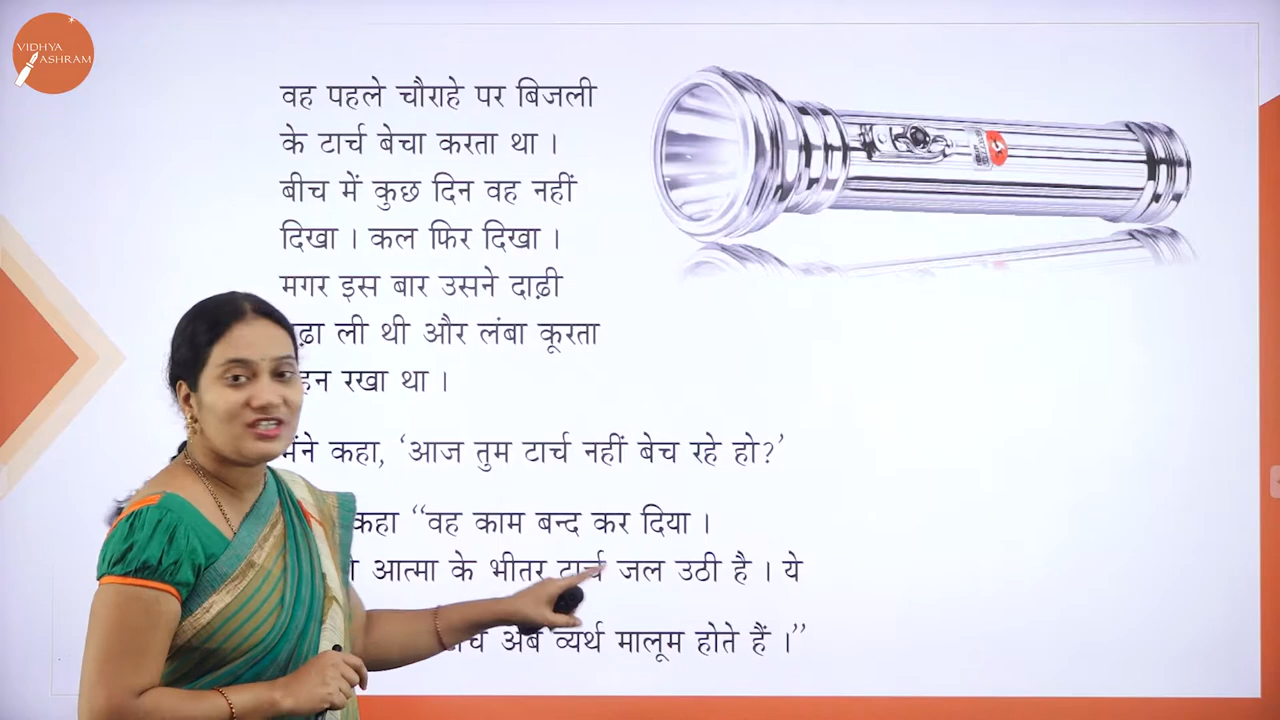 VIDHYA
ASHRAM
वह पहले चौराहे पर बिजली
के टार्च बेचा करता था ।
बीच में कुछ दिन वह नहीं
दिखा । कल फिर दिखा ।
मगर इस बार उसने दाढ़ी
ली थी और लंबा कूरता
रखा था ।
कहा, ‘आज तुम टार्च नहीं बेच रहे हो?’
कहा “वह काम बन्द कर दिया ।
आत्मा के भीतर टार्च जल उठी है । ये
अब व्यर्थ मालूम होते हैं ।”